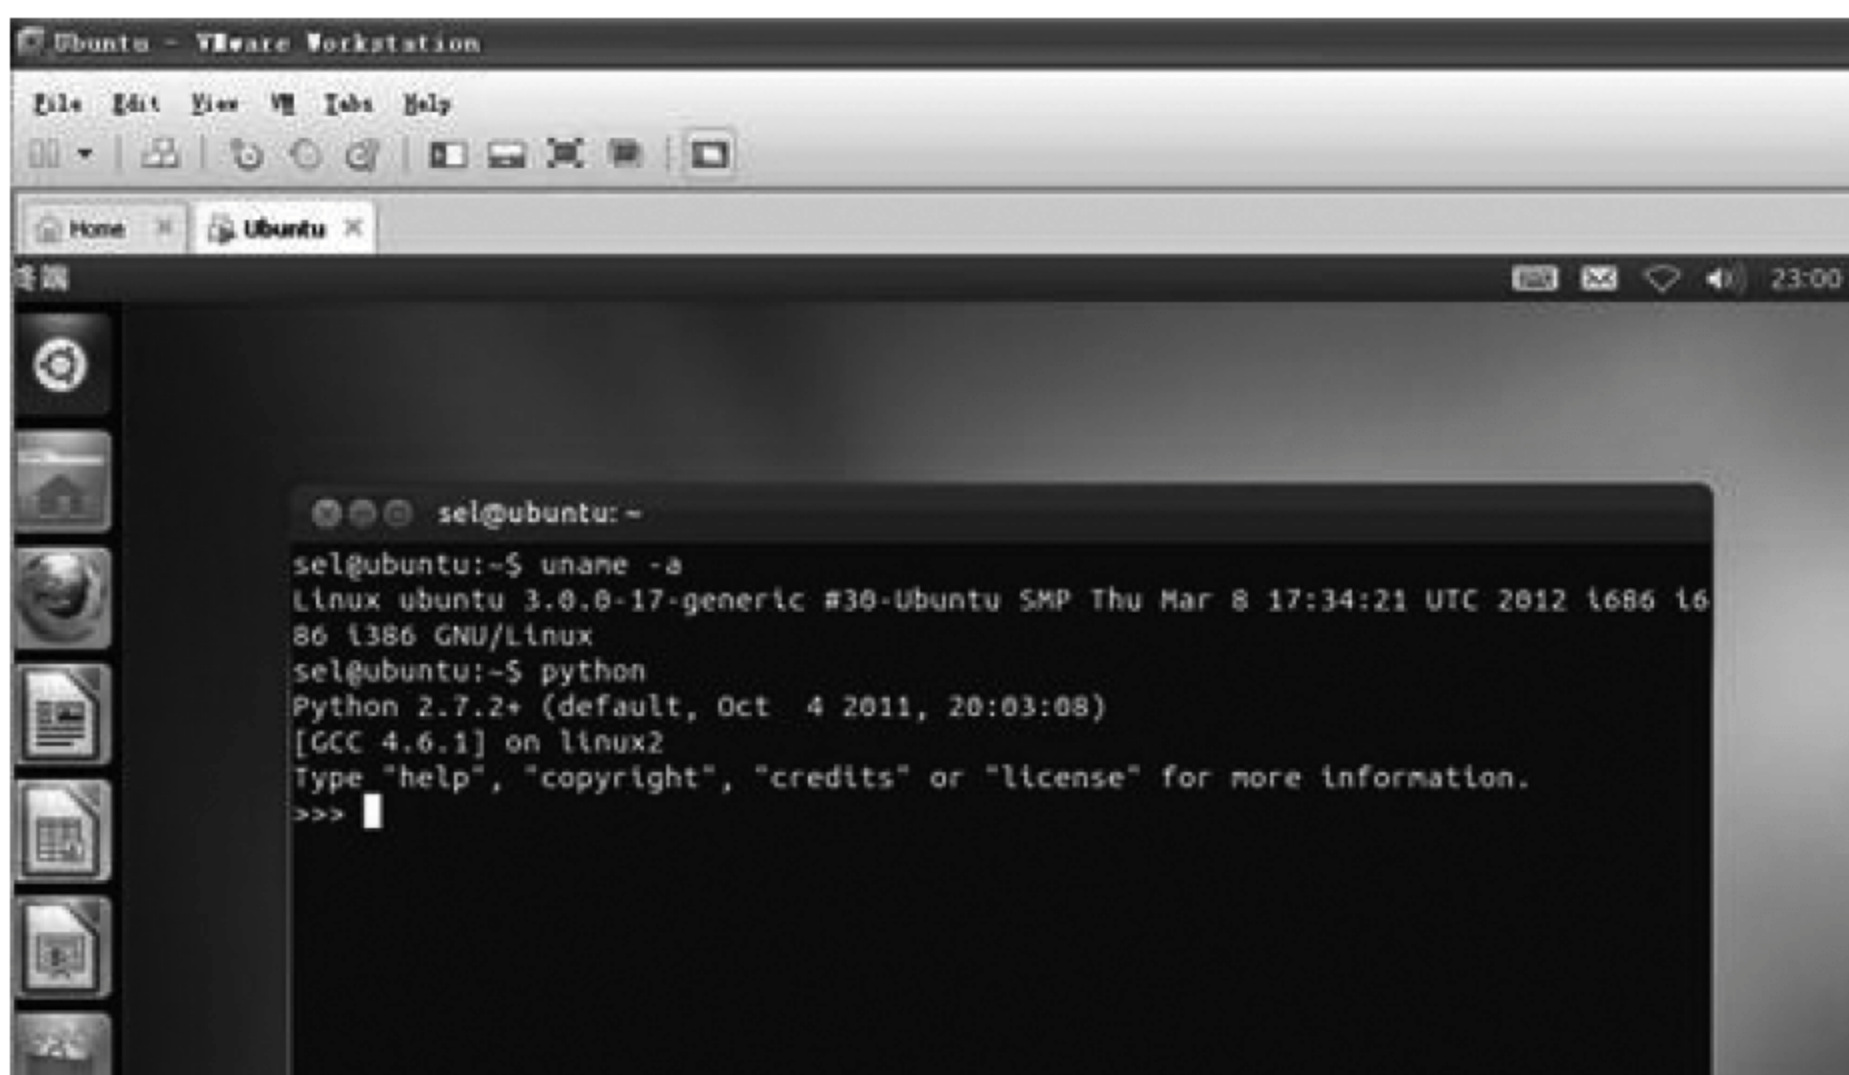 Ubuntu - VMware Workstation
File Edit View VM Tabs Help
Home Ubuntu
终端 23:00
sel@ubuntu: ~
sel@ubuntu:~$ uname -a
Linux ubuntu 3.0.0-17-generic #30-Ubuntu SMP Thu Mar 8 17:34:21 UTC 2012 i686 i6
86 i386 GNU/Linux
sel@ubuntu:~$ python
Python 2.7.2+ (default, Oct  4 2011, 20:03:08)
[GCC 4.6.1] on linux2
Type "help", "copyright", "credits" or "license" for more information.
>>>